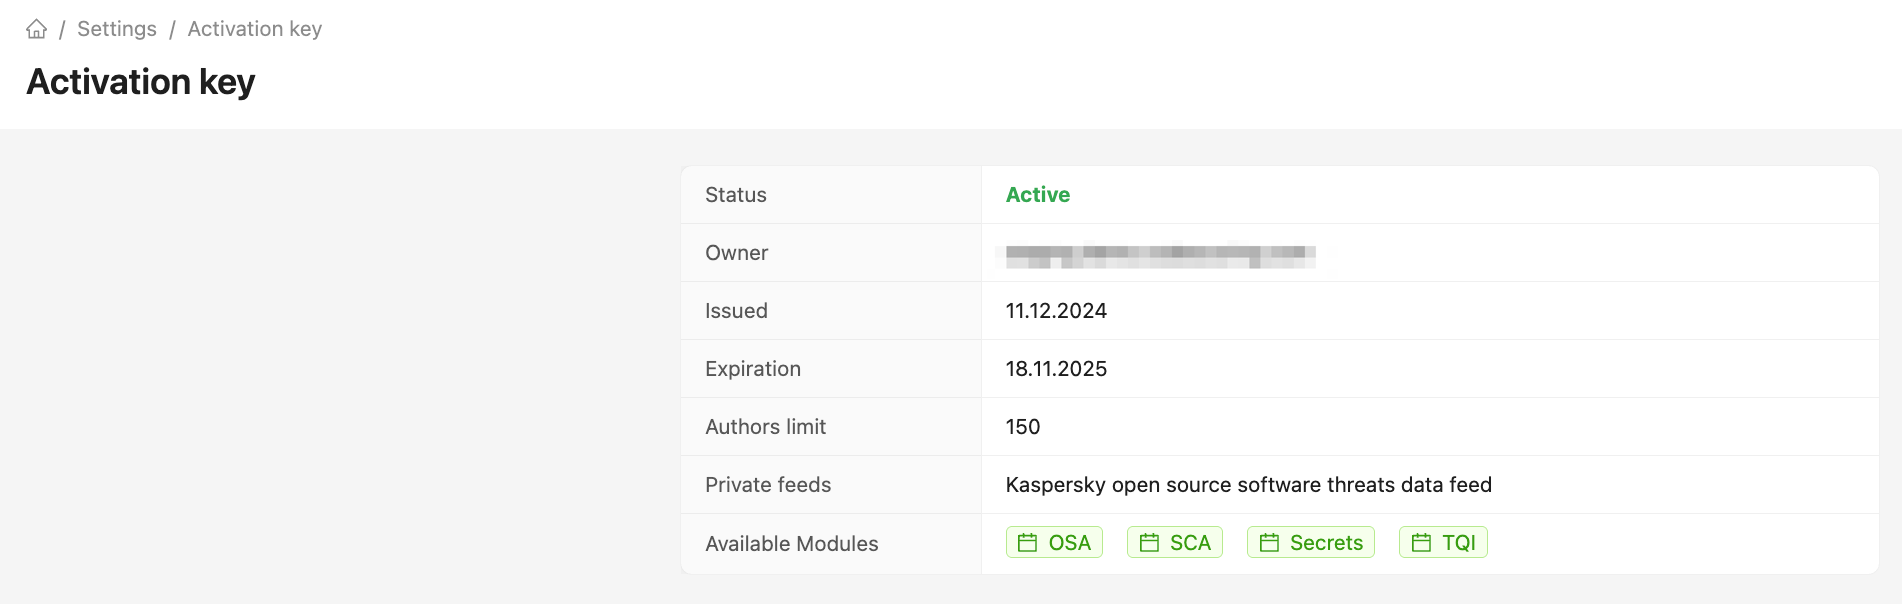 / Settings / Activation key
Activation key
Status Active
Owner
Issued 11.12.2024
Expiration 18.11.2025
Authors limit 150
Private feeds Kaspersky open source software threats data feed
Available Modules OSA SCA Secrets TQI